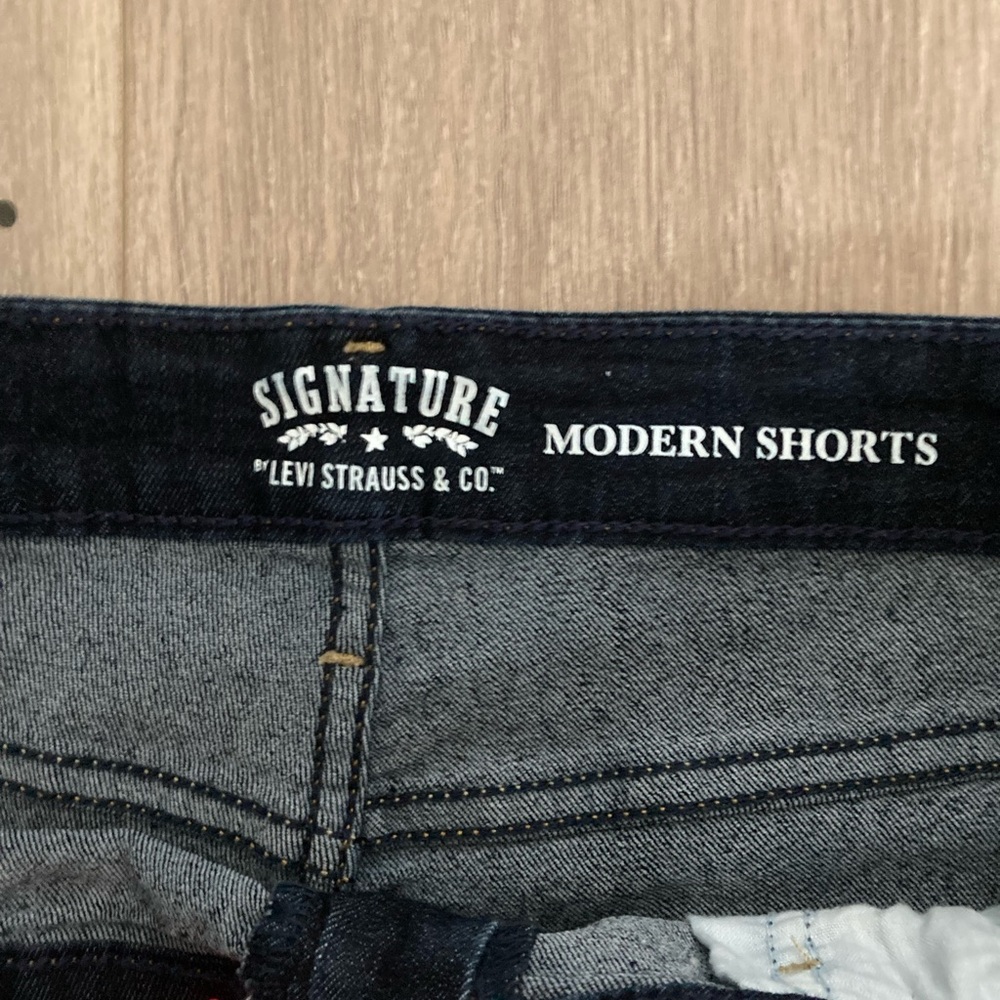 SIGNATURE
BY LEVI STRAUSS & CO.™
MODERN SHORTS